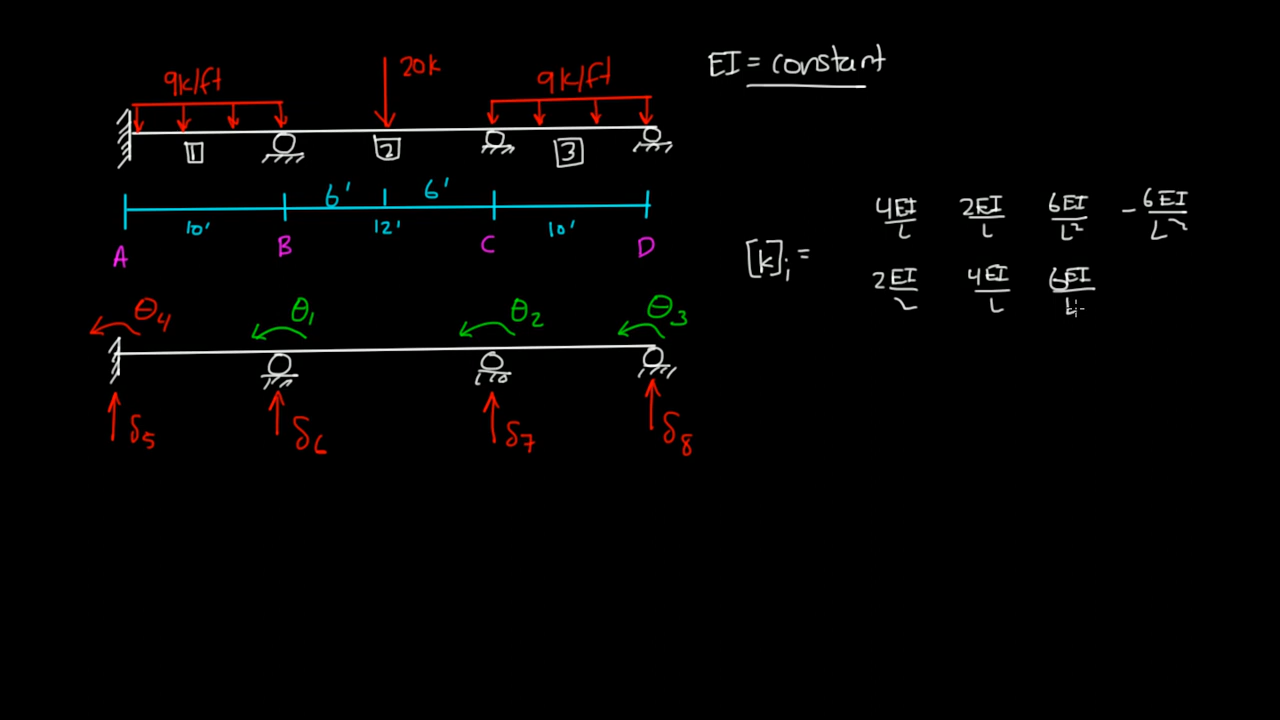 EI = constant
9k/ft 20k 9k/ft
1 2 3
6' 6'
10' 12' 10'
A B C D
4EI/L 2EI/L 6EI/L² -6EI/L²
[k]i =
2EI/L 4EI/L 6EI/L
θ4 θ1 θ2 θ3
δ5 δ6 δ7 δ8